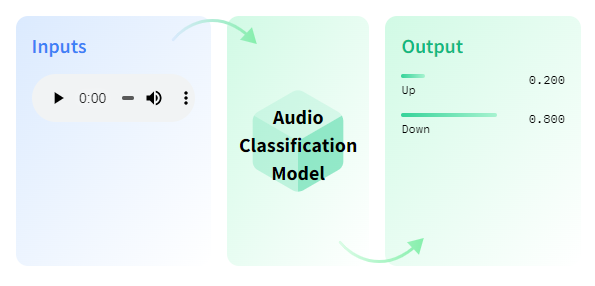 Inputs
0:00
Audio
Classification
Model
Output
Up 0.200
Down 0.800